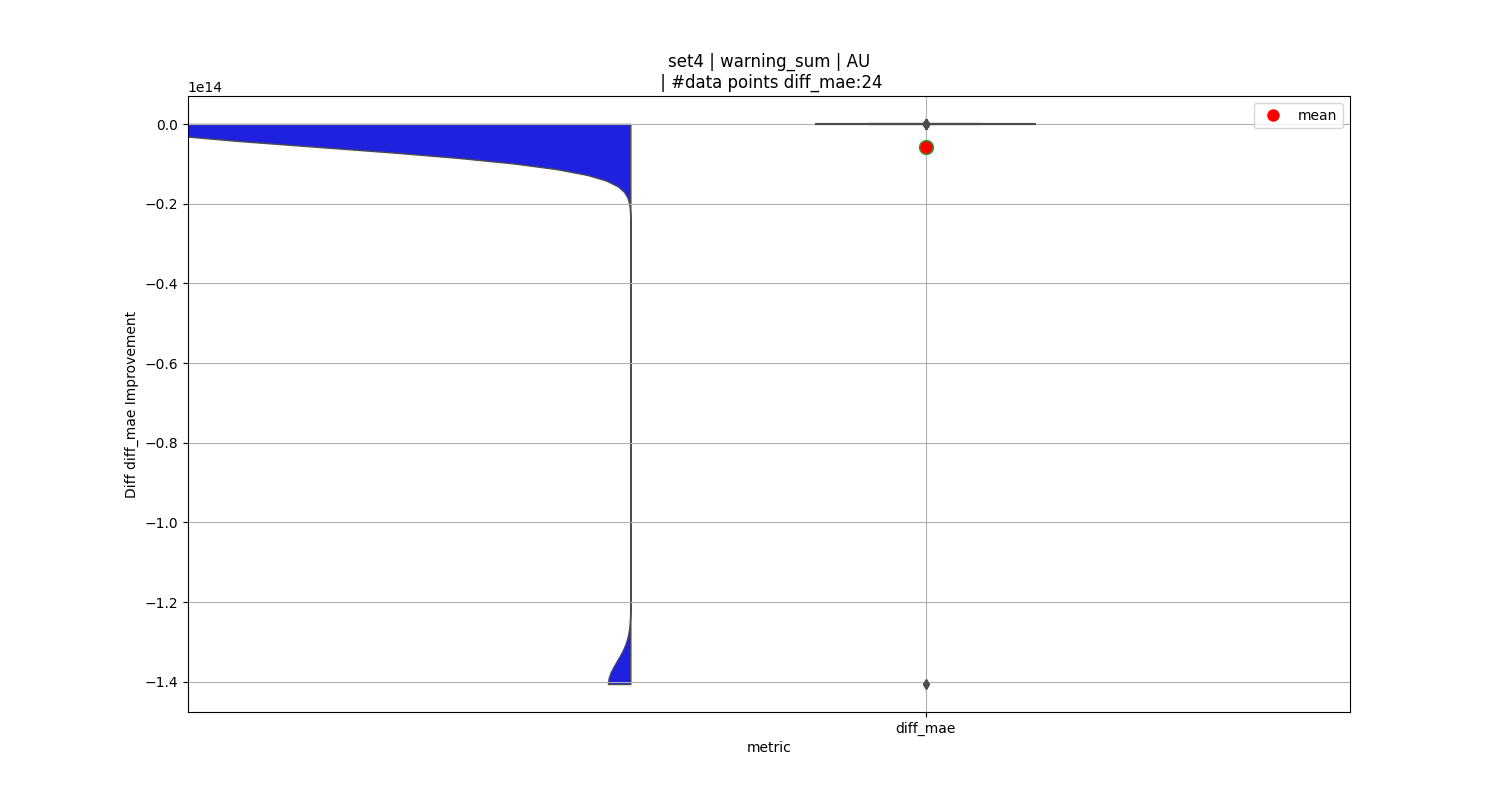 set4 | warning_sum | AU
| #data points diff_mae:24
1e14
mean
0.0
−0.2
−0.4
−0.6
−0.8
−1.0
−1.2
−1.4
Diff diff_mae Improvement
diff_mae
metric